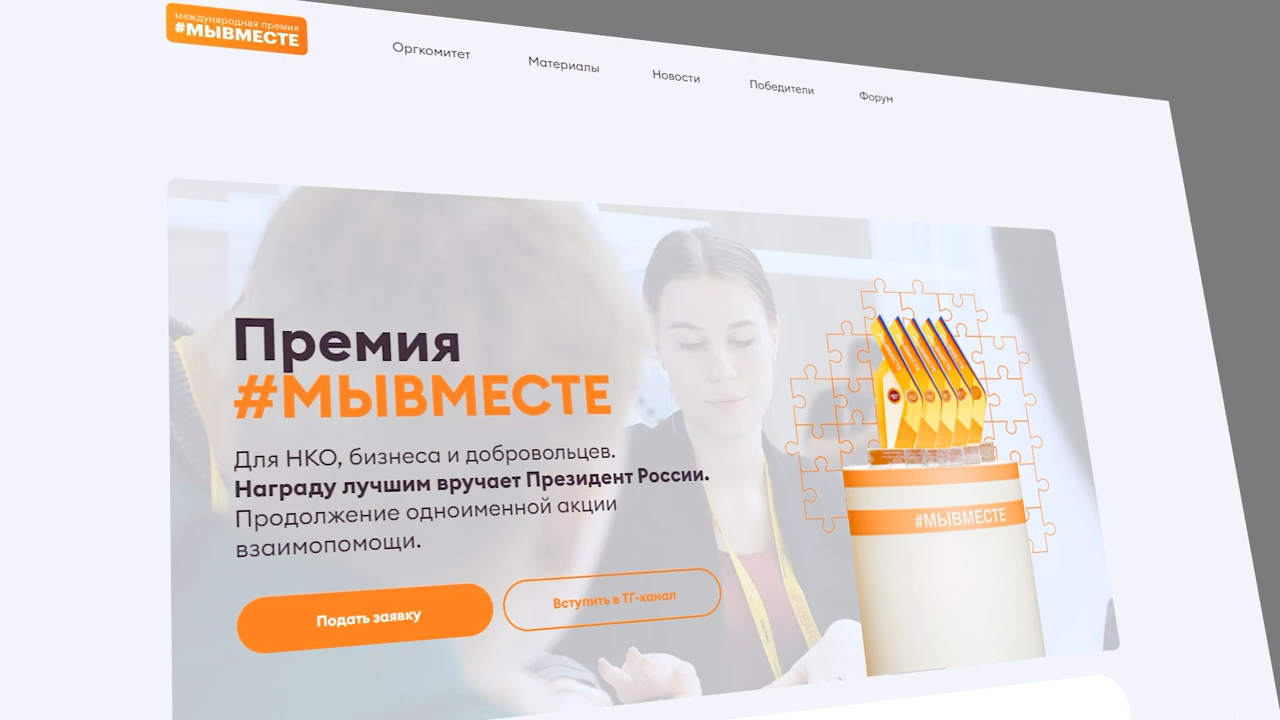 международная премия
#МЫВМЕСТЕ
Оргкомитет
Материалы
Новости
Победители
Форум
Премия
#МЫВМЕСТЕ
Для НКО, бизнеса и добровольцев.
Награду лучшим вручает Президент России.
Продолжение одноименной акции
взаимопомощи.
Подать заявку
Вступить в ТГ-канал
#МЫВМЕСТЕ